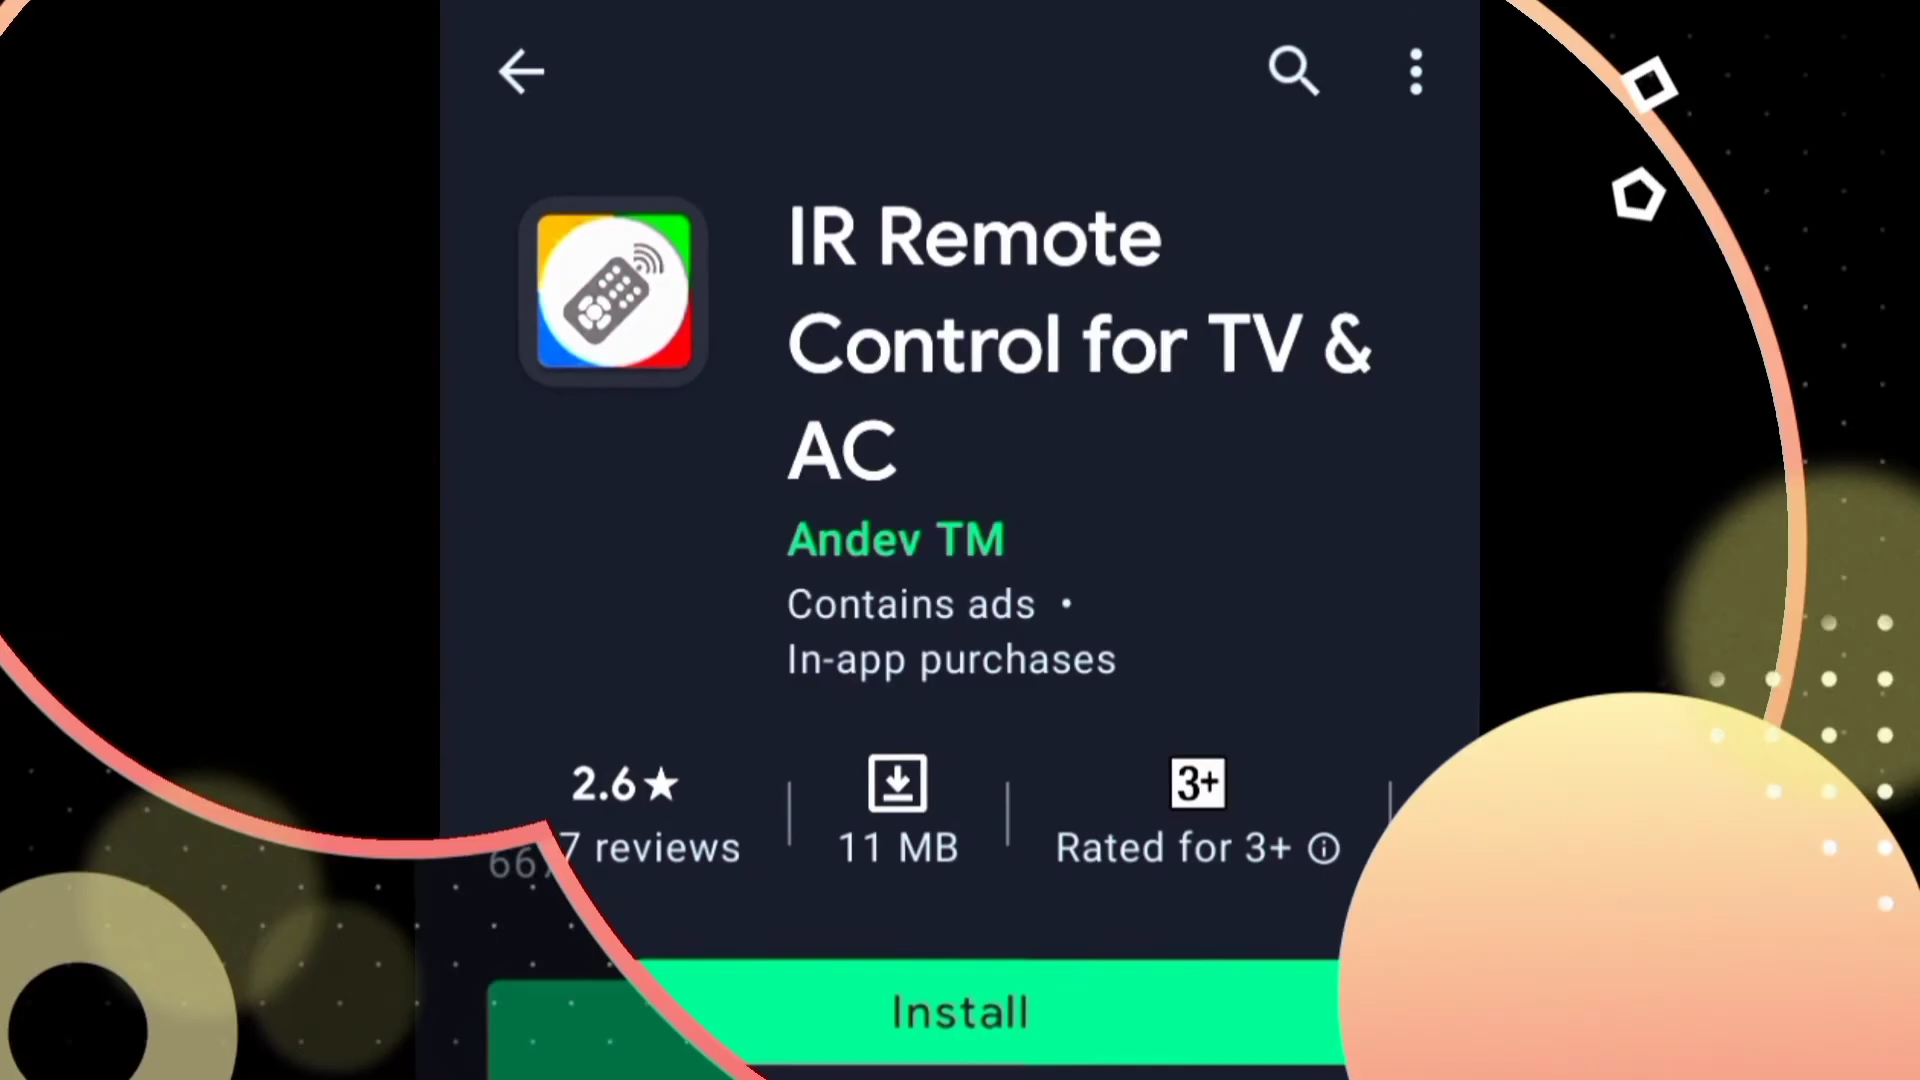 IR Remote
Control for TV &
AC
Andev TM
Contains ads •
In-app purchases
2.6★
3+
667 reviews
11 MB
Rated for 3+
Install